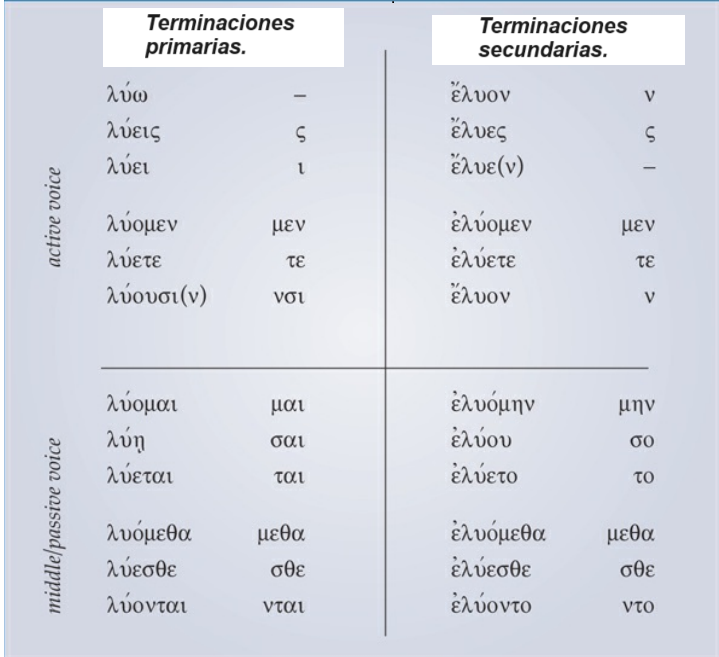 Terminaciones
primarias.
Terminaciones
secundarias.
active voice
λύω –
λύεις ς
λύει ι
λύομεν μεν
λύετε τε
λύουσι(ν) νσι
ἔλυον ν
ἔλυες ς
ἔλυε(ν) –
ἐλύομεν μεν
ἐλύετε τε
ἔλυον ν
middle/passive voice
λύομαι μαι
λύῃ σαι
λύεται ται
λυόμεθα μεθα
λύεσθε σθε
λύονται νται
ἐλυόμην μην
ἐλύου σο
ἐλύετο το
ἐλυόμεθα μεθα
ἐλύεσθε σθε
ἐλύοντο ντο